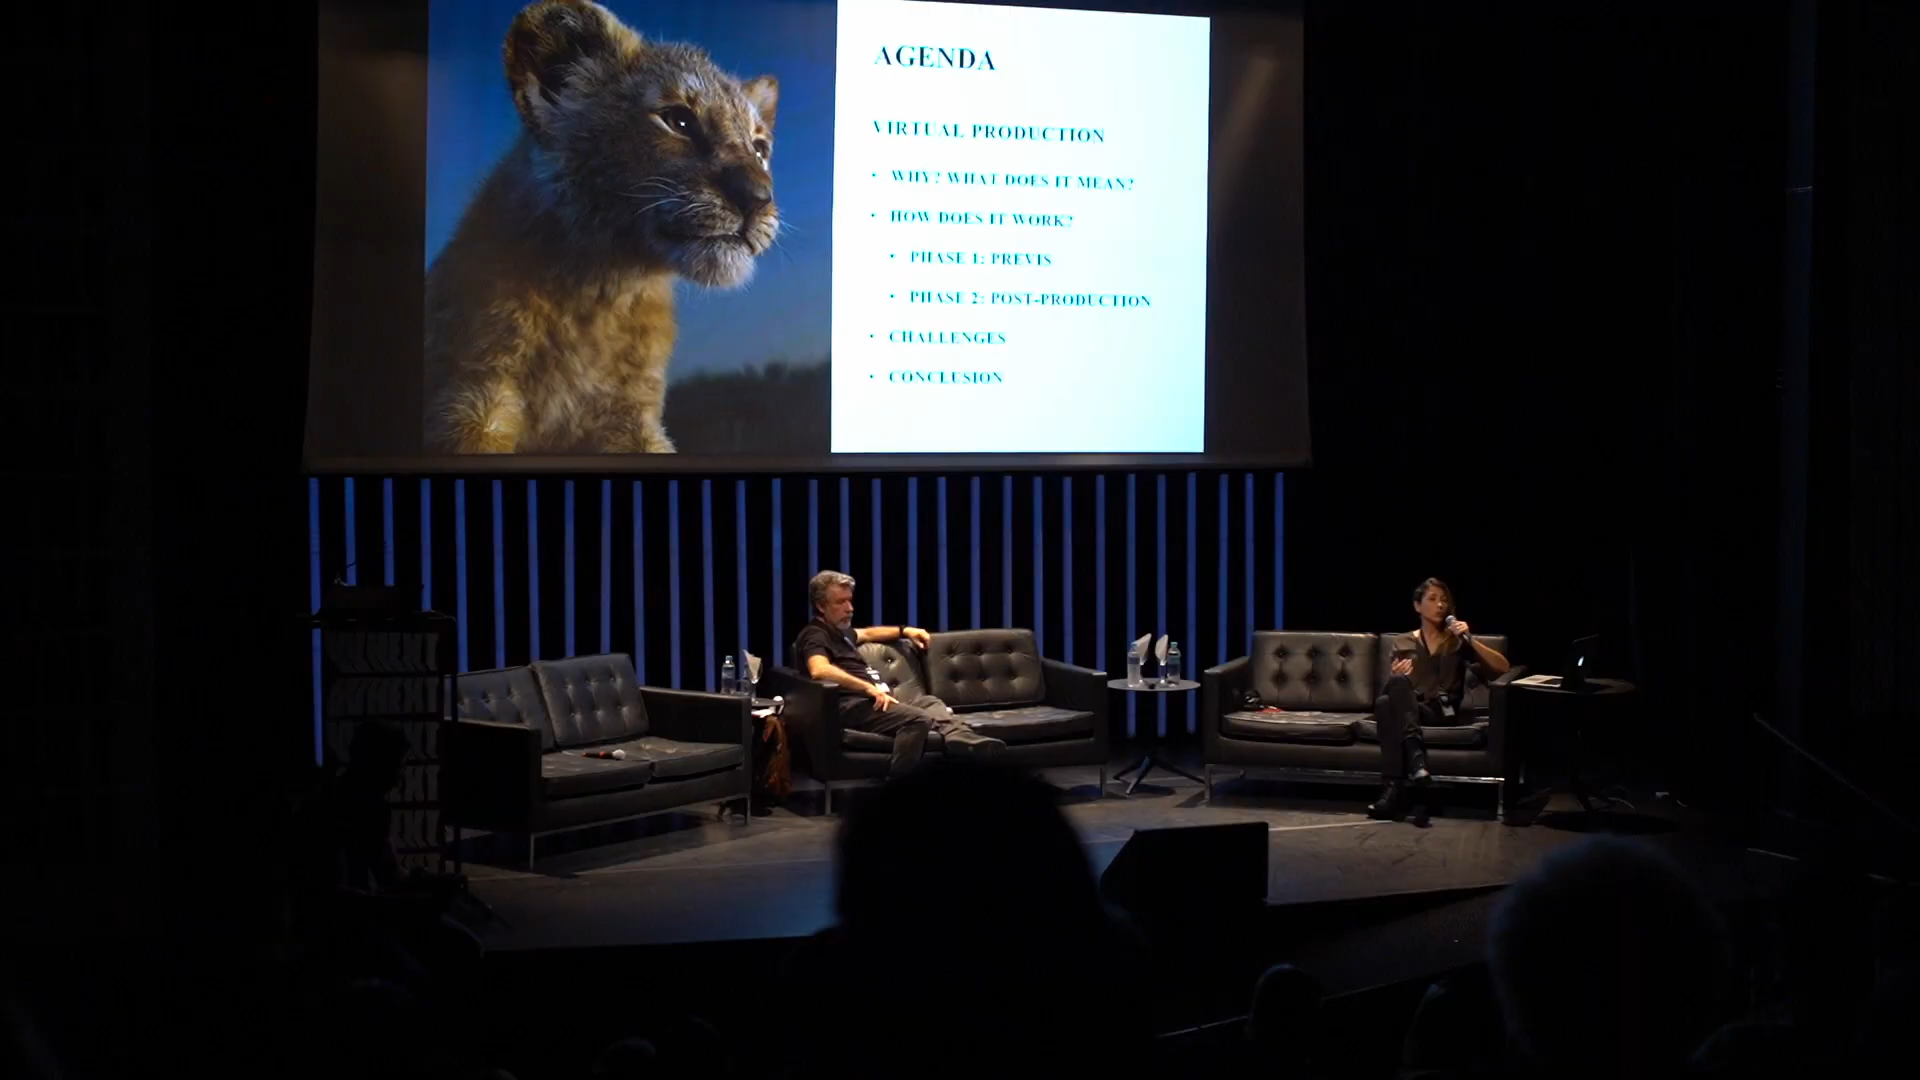 AGENDA
VIRTUAL PRODUCTION
• WHY? WHAT DOES IT MEAN?
• HOW DOES IT WORK?
• PHASE 1: PREVIS
• PHASE 2: POST-PRODUCTION
• CHALLENGES
• CONCLUSION